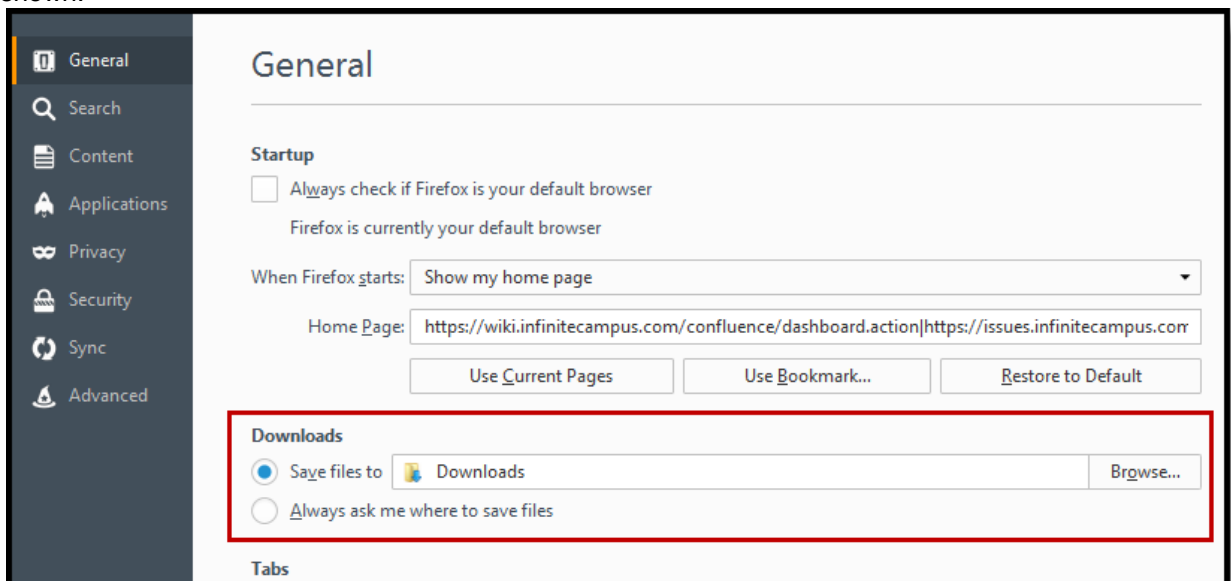 shown.
General
Search
Content
Applications
Privacy
Security
Sync
Advanced
General
Startup
Always check if Firefox is your default browser
Firefox is currently your default browser
When Firefox starts: Show my home page
Home Page: https://wiki.infinitecampus.com/confluence/dashboard.action|https://issues.infinitecampus.com
Use Current Pages Use Bookmark... Restore to Default
Downloads
Save files to Downloads Browse...
Always ask me where to save files
Tabs